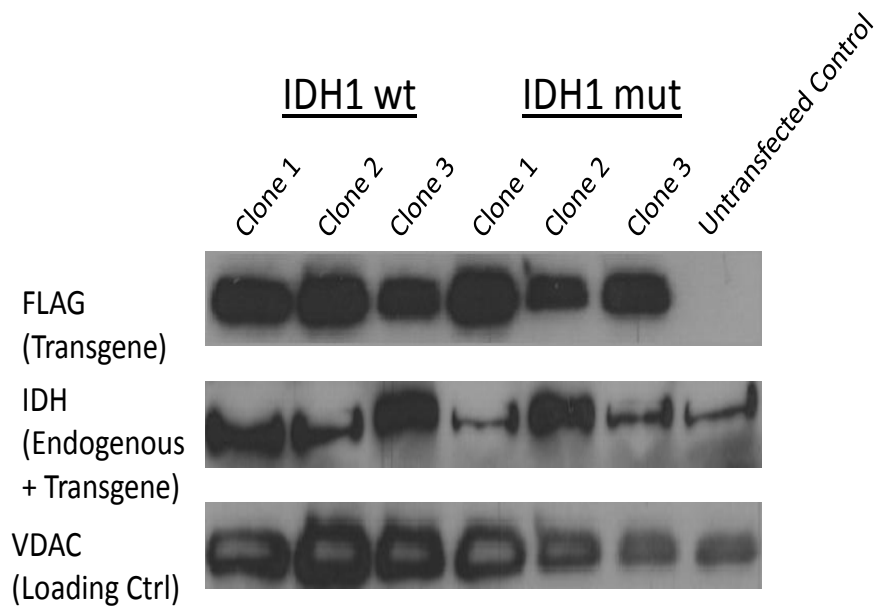 IDH1 wt
IDH1 mut
Clone 1
Clone 2
Clone 3
Clone 1
Clone 2
Clone 3
Untransfected Control
FLAG
(Transgene)
IDH
(Endogenous
+ Transgene)
VDAC
(Loading Ctrl)